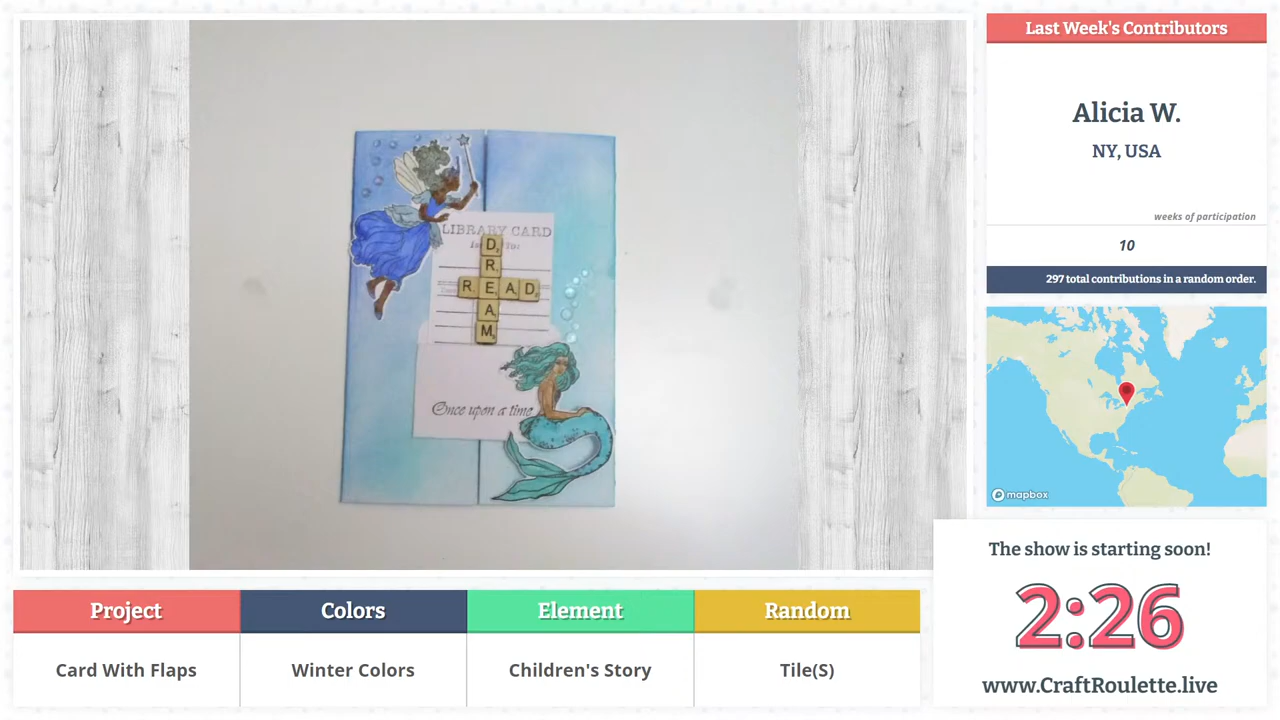 Last Week's Contributors
Alicia W.
NY, USA
weeks of participation
10
297 total contributions in a random order.
LIBRARY CARD
To:
D
R
READ
A
M
Once upon a time
mapbox
The show is starting soon!
2:26
www.CraftRoulette.live
Project
Colors
Element
Random
Card With Flaps
Winter Colors
Children's Story
Tile(S)